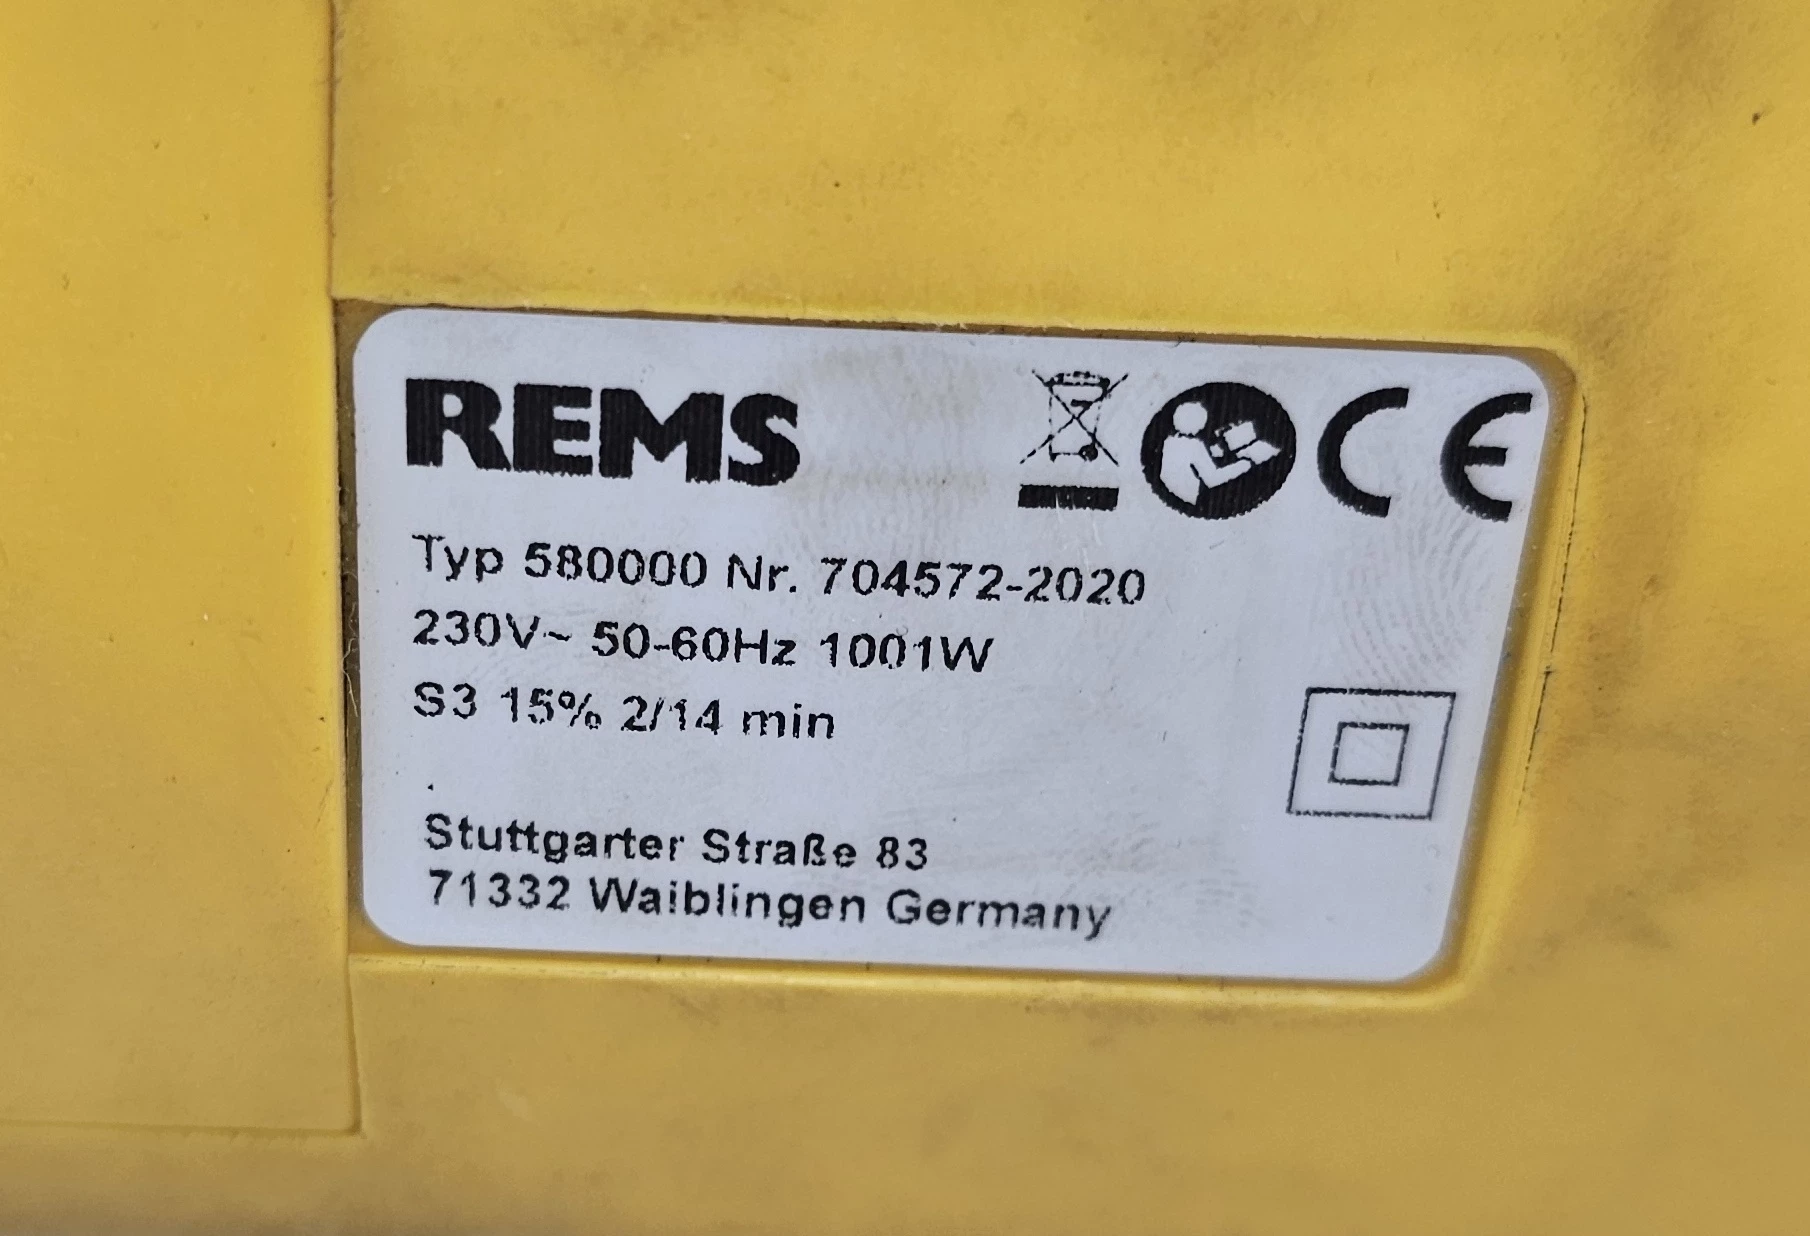 REMS CE
Typ 580000 Nr. 704572-2020
230V~ 50-60Hz 1001W
S3 15% 2/14 min
Stuttgarter Straße 83
71332 Waiblingen Germany